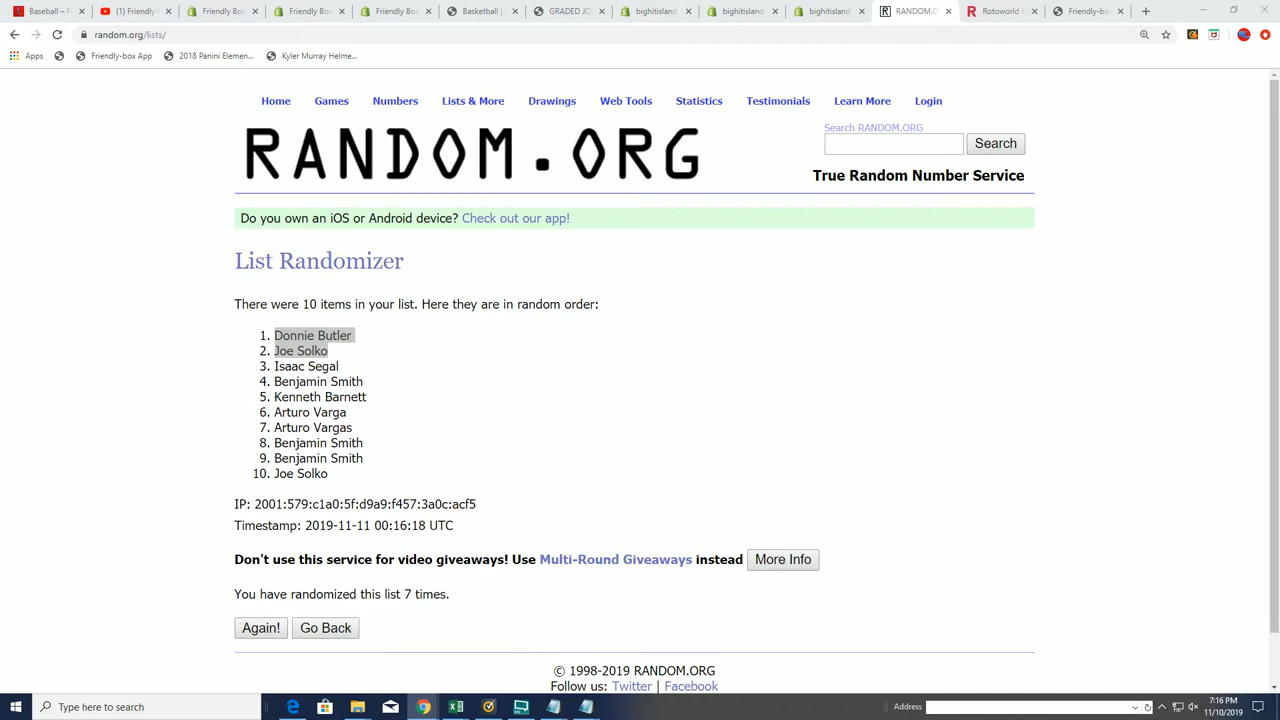 Baseball – F
(1) Friendly
Friendly Box
Friendly Bo
Friendly Bo
Basketball
GRADED JO
bighitisland
bighitisland
bighitisland
RANDOM.O
Rotoworld
Friendly-bo
random.org/lists/
Apps
Friendly-box App
2018 Panini Elemen...
Kyler Murray Helme...
Home Games Numbers Lists & More Drawings Web Tools Statistics Testimonials Learn More Login
RANDOM.ORG
Search RANDOM.ORG
Search
True Random Number Service
Do you own an iOS or Android device? Check out our app!
List Randomizer
There were 10 items in your list. Here they are in random order:
1. Donnie Butler
2. Joe Solko
3. Isaac Segal
4. Benjamin Smith
5. Kenneth Barnett
6. Arturo Varga
7. Arturo Vargas
8. Benjamin Smith
9. Benjamin Smith
10. Joe Solko
IP: 2001:579:c1a0:5f:d9a9:f457:3a0c:acf5
Timestamp: 2019-11-11 00:16:18 UTC
Don't use this service for video giveaways! Use Multi-Round Giveaways instead More Info
You have randomized this list 7 times.
Again! Go Back
© 1998-2019 RANDOM.ORG
Follow us: Twitter | Facebook
Type here to search
Address
7:16 PM
11/10/2019